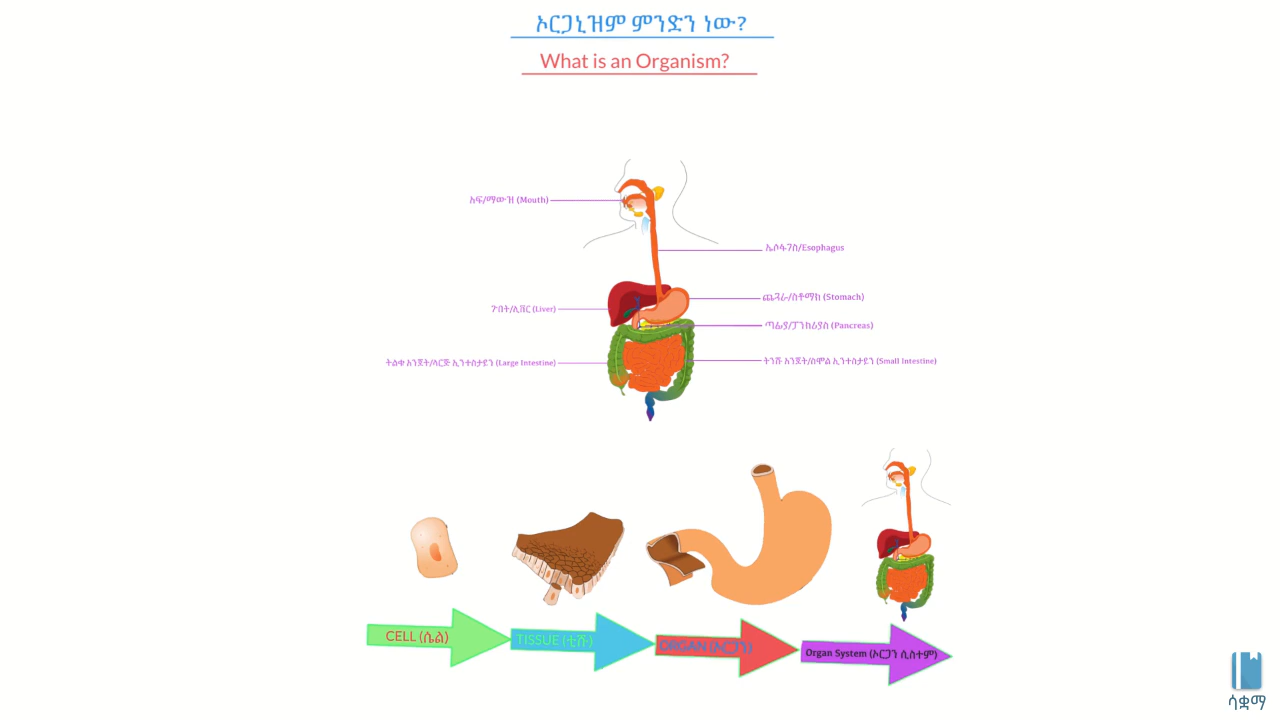 ኦርጋኒዝም ምንድን ነው?
What is an Organism?
አፍ/ማውዝ (Mouth)
ኤሶፋገስ/Esophagus
ጨጓራ/ስቶማክ (Stomach)
ጉበት/ሊቨር (Liver)
ጣፊያ/ፓንክሪያስ (Pancreas)
ትልቁ አንጀት/ላርጅ ኢንተስታይን (Large Intestine)
ትንሹ አንጀት/ስሞል ኢንተስታይን (Small Intestine)
CELL (ሴል)
TISSUE (ቲሹ)
ORGAN (ኦርጋን)
Organ System (ኦርጋን ሲስተም)
ሳቋማ